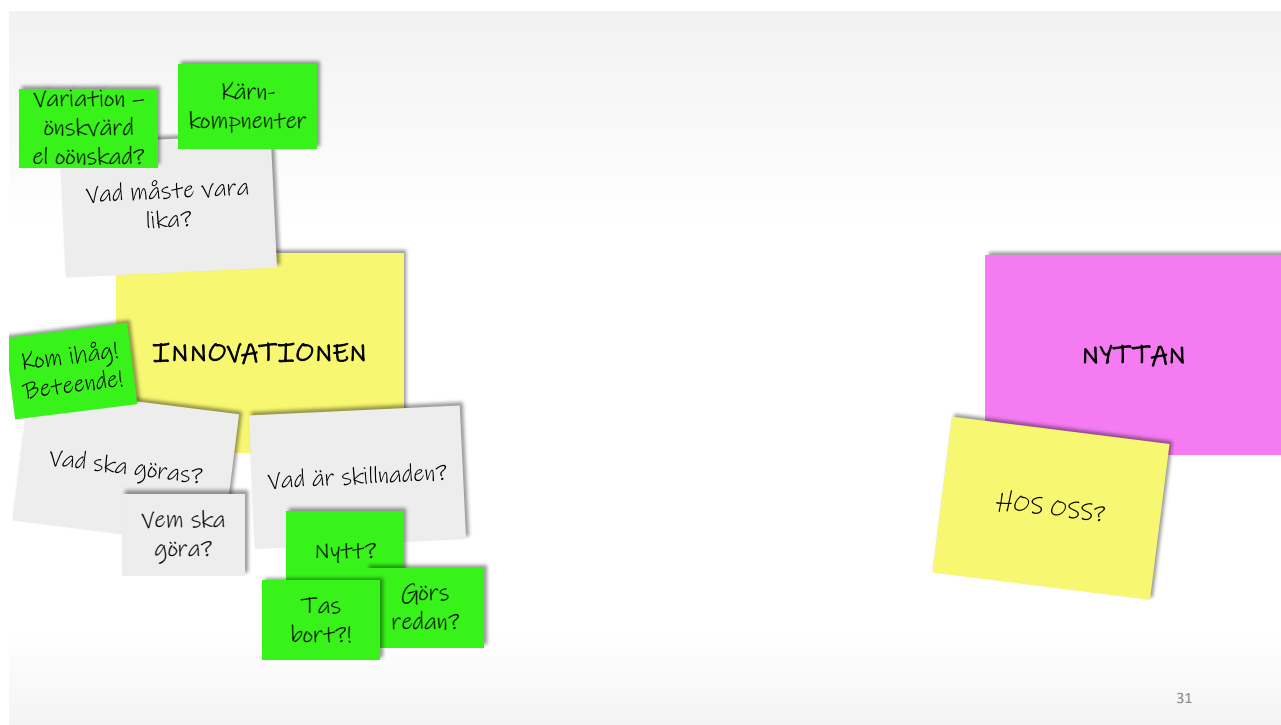 Variation –
önskvärd
el oönskad?
Kärn-
kompnenter
Vad måste vara
lika?
INNOVATIONEN
Kom ihåg!
Beteende!
Vad ska göras?
Vem ska
göra?
Vad är skillnaden?
Nytt?
Tas
bort?!
Görs
redan?
NYTTAN
HOS OSS?
31